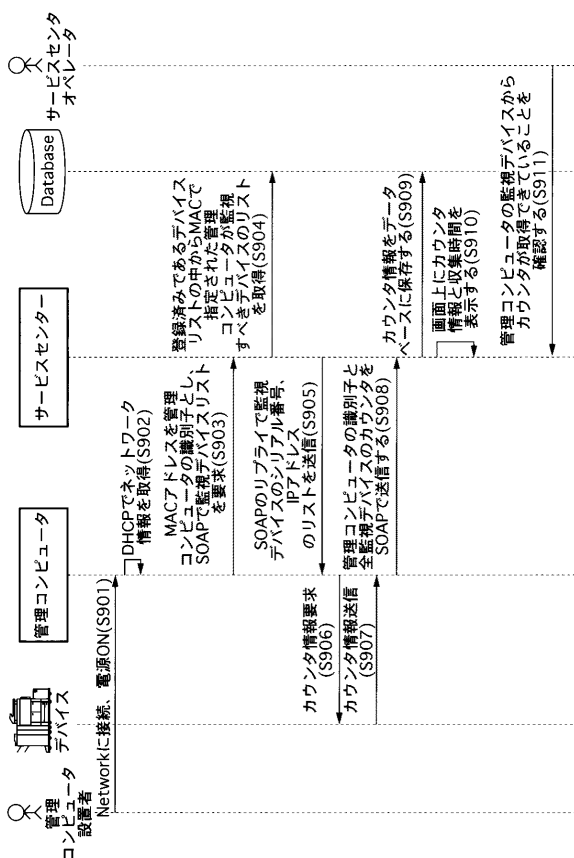 管理
コンピュータ
設置者
デバイス
管理コンピュータ
サービスセンター
Database
サービスセンタ
オペレータ
Networkに接続、電源ON(S901)
DHCPでネットワーク
情報を取得(S902)
MACアドレスを管理
コンピュータの識別子とし、
SOAPで監視デバイスリスト
を要求(S903)
登録済みであるデバイス
リストの中からMACで
指定された管理
コンピュータが監視
すべきデバイスのリスト
を取得(S904)
SOAPのリプライで監視
デバイスのシリアル番号、
IPアドレス
のリストを送信(S905)
カウンタ情報要求
(S906)
カウンタ情報送信
(S907)
管理コンピュータの識別子と
全監視デバイスのカウンタを
SOAPで送信する(S908)
カウンタ情報をデータ
ベースに保存する(S909)
画面上にカウンタ
情報と収集時間を
表示する(S910)
管理コンピュータの監視デバイスから
カウンタが取得できていることを
確認する(S911)